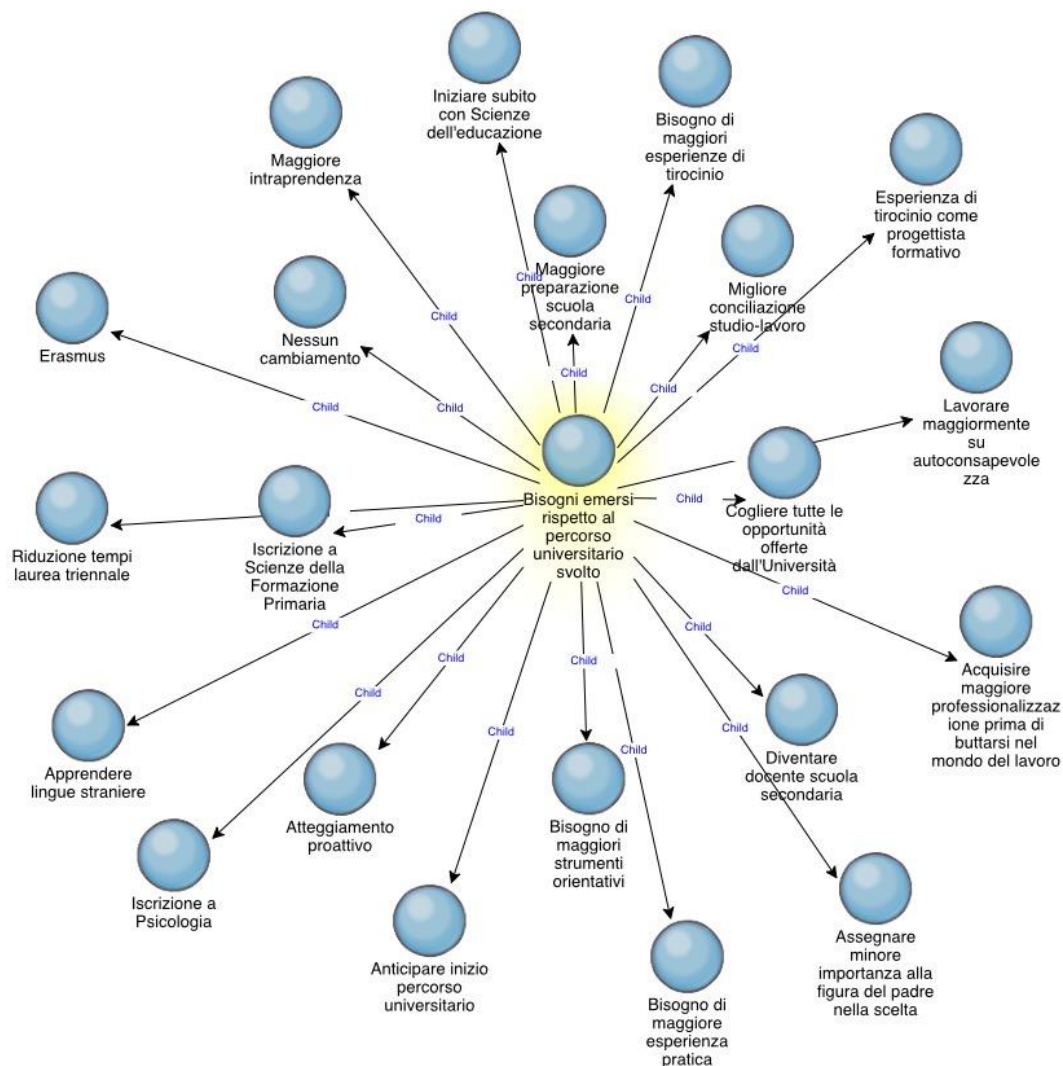 Iniziare subito
con Scienze
dell'educazione
Bisogno di
maggiori
esperienze di
tirocinio
Maggiore
intraprendenza
Esperienza di
tirocinio come
progettista
formativo
Child
Maggiore
preparazione
scuola
secondaria
Child
Migliore
conciliazione
studio-lavoro
Child
Child
Nessun
cambiamento
Erasmus
Child
Child
Child
Child
Child
Lavorare
maggiormente
su
autoconsapevole
zza
Bisogni emersi
rispetto al
percorso
universitario
svolto
Child
Cogliere tutte le
opportunità
offerte
dall'Università
Riduzione tempi
laurea triennale
Child
Iscrizione a
Scienze della
Formazione
Primaria
Child
Child
Child
Child
Child
Child
Acquisire
maggiore
professionalizzaz
ione prima di
buttarsi nel
mondo del lavoro
Child
Child
Child
Apprendere
lingue straniere
Diventare
docente scuola
secondaria
Atteggiamento
proattivo
Bisogno di
maggiori
strumenti
orientativi
Iscrizione a
Psicologia
Anticipare inizio
percorso
universitario
Assegnare
minore
importanza alla
figura del padre
nella scelta
Bisogno di
maggiore
esperienza
pratica